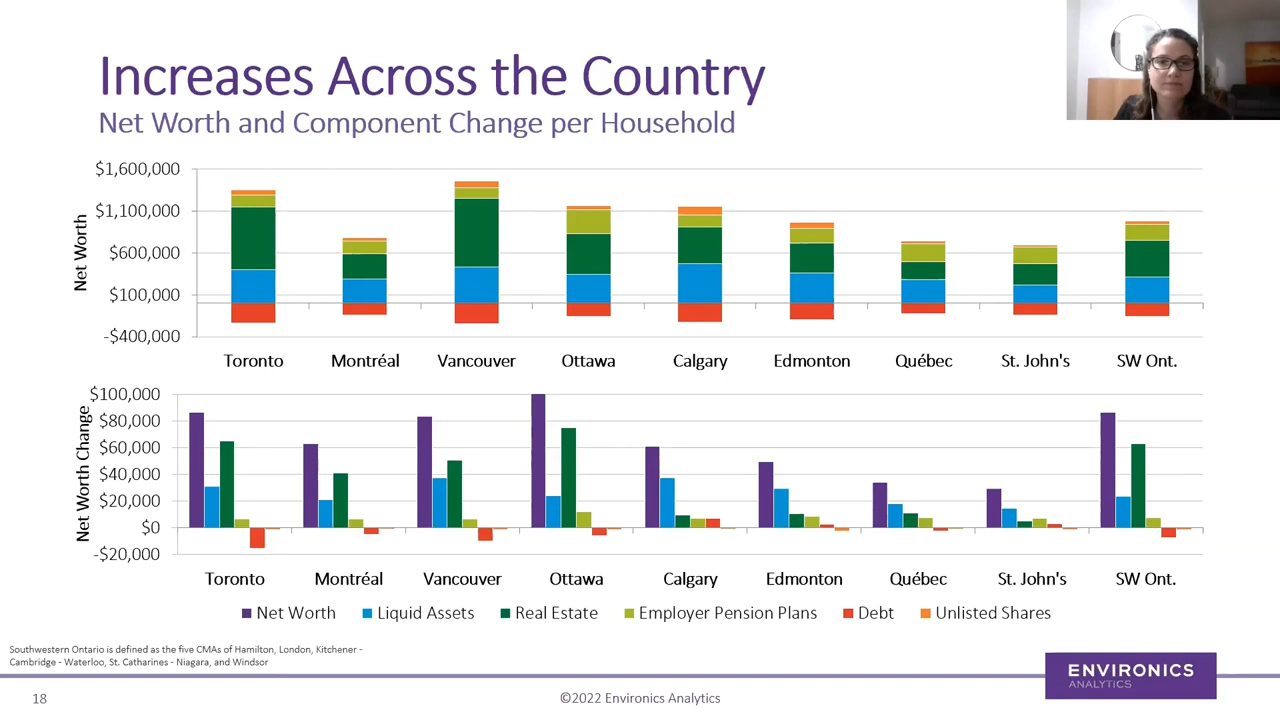 Increases Across the Country
Net Worth and Component Change per Household
Net Worth
$1,600,000
$1,100,000
$600,000
$100,000
-$400,000
Toronto Montréal Vancouver Ottawa Calgary Edmonton Québec St. John's SW Ont.
Net Worth Change
$100,000
$80,000
$60,000
$40,000
$20,000
$0
-$20,000
Toronto Montréal Vancouver Ottawa Calgary Edmonton Québec St. John's SW Ont.
Net Worth Liquid Assets Real Estate Employer Pension Plans Debt Unlisted Shares
Southwestern Ontario is defined as the five CMAs of Hamilton, London, Kitchener -
Cambridge - Waterloo, St. Catharines - Niagara, and Windsor
ENVIRONICS
ANALYTICS
18
©2022 Environics Analytics